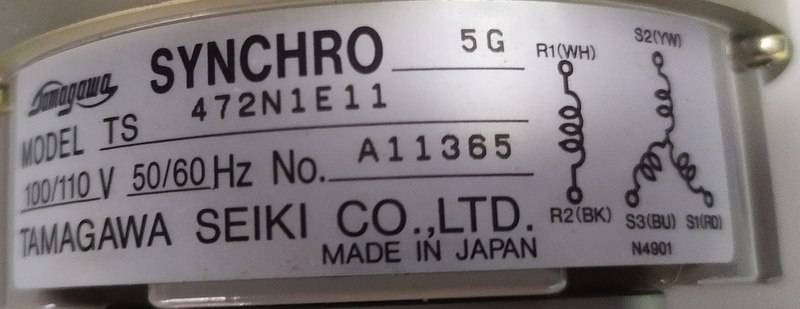 Tamagawa SYNCHRO 5G
MODEL TS 472N1E11
100/110 V 50/60 Hz No. A11365
TAMAGAWA SEIKI CO.,LTD.
MADE IN JAPAN
R1(WH)
R2(BK)
S2(YW)
S3(BU) S1(RD)
N4901